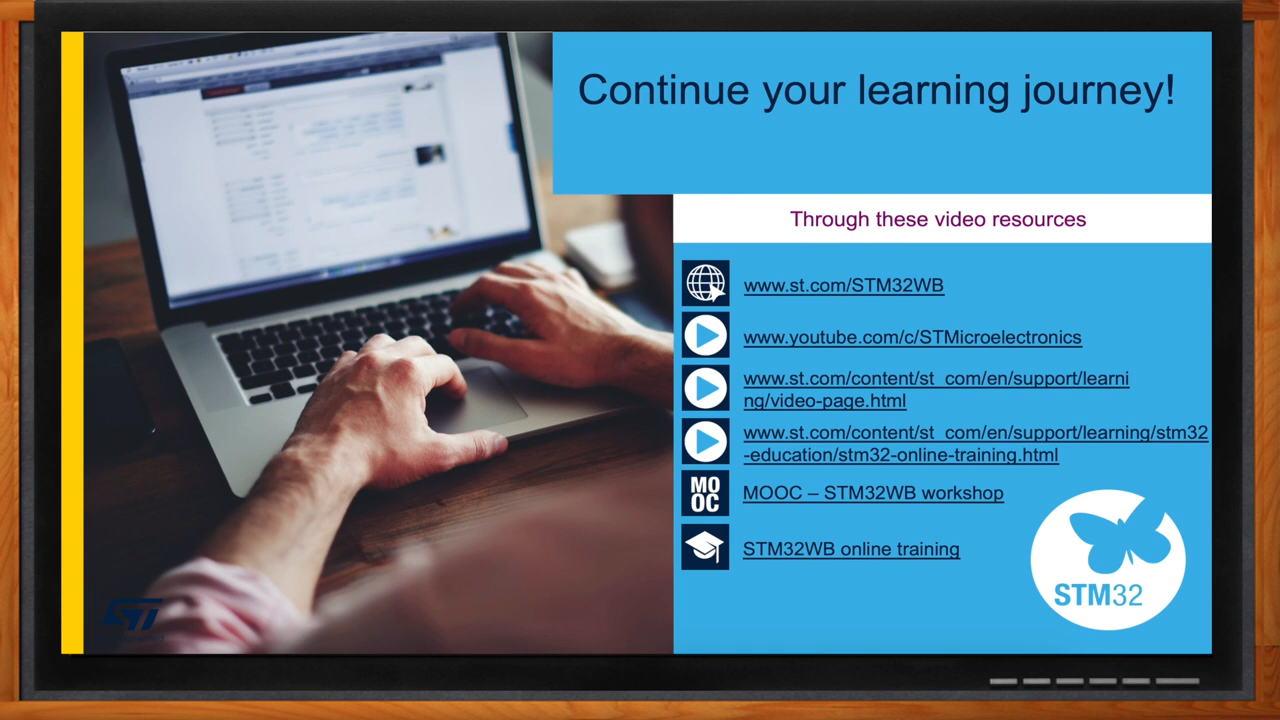 Continue your learning journey!
Through these video resources
www.st.com/STM32WB
www.youtube.com/c/STMicroelectronics
www.st.com/content/st_com/en/support/learni
ng/video-page.html
www.st.com/content/st_com/en/support/learning/stm32
-education/stm32-online-training.html
MO
OC
MOOC – STM32WB workshop
STM32WB online training
STM32
ST